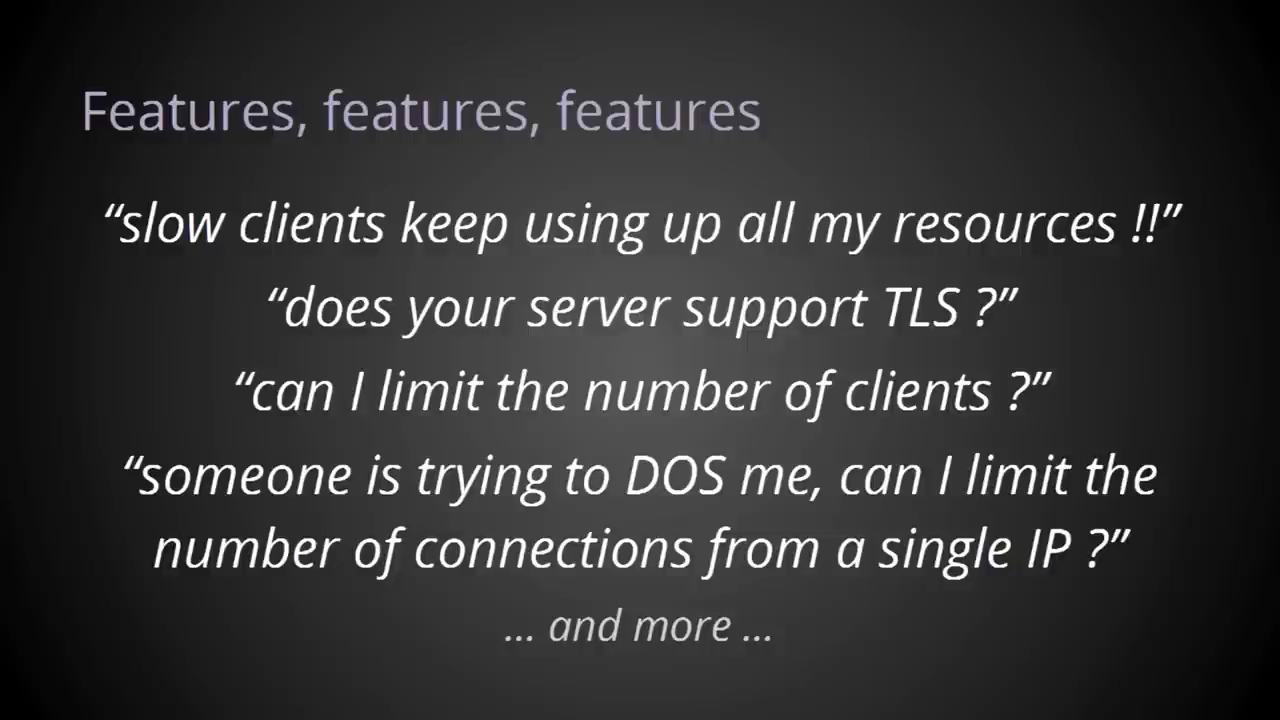 Features, features, features
“slow clients keep using up all my resources !!”
“does your server support TLS ?”
“can I limit the number of clients ?”
“someone is trying to DOS me, can I limit the
number of connections from a single IP ?”
... and more ...